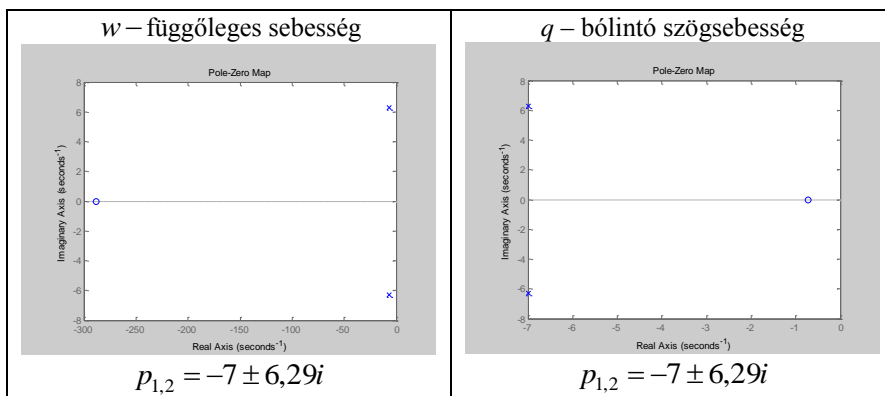 w – függőleges sebesség
Pole-Zero Map
8
6
4
2
0
-2
-4
-6
-8
-300 -250 -200 -150 -100 -50 0
Imaginary Axis (seconds⁻¹)
Real Axis (seconds⁻¹)
p₁,₂ = −7 ± 6,29i
q – bólintó szögsebesség
Pole-Zero Map
8
6
4
2
0
-2
-4
-6
-8
-7 -6 -5 -4 -3 -2 -1 0
Imaginary Axis (seconds⁻¹)
Real Axis (seconds⁻¹)
p₁,₂ = −7 ± 6,29i